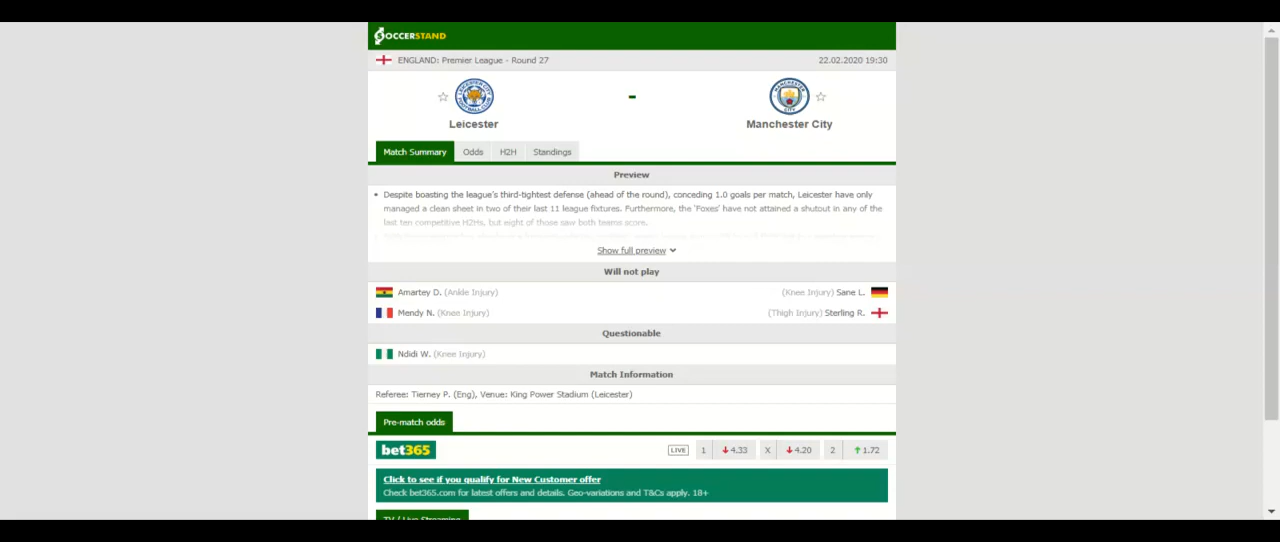 SOCCERSTAND
ENGLAND: Premier League - Round 27 22.02.2020 19:30
-
Leicester Manchester City
Match Summary Odds H2H Standings
Preview
• Despite boasting the league's third-tightest defense (ahead of the round), conceding 1.0 goals per match, Leicester have only
managed a clean sheet in two of their last 11 league fixtures. Furthermore, the 'Foxes' have not attained a shutout in any of the
last ten competitive H2Hs, but eight of those saw both teams score.
Show full preview
Will not play
Amartey D. (Ankle Injury) (Knee Injury) Sane L.
Mendy N. (Knee Injury) (Thigh Injury) Sterling R.
Questionable
Ndidi W. (Knee Injury)
Match Information
Referee: Tierney P. (Eng), Venue: King Power Stadium (Leicester)
Pre-match odds
bet365 LIVE 1 4.33 X 4.20 2 1.72
Click to see if you qualify for New Customer offer
Check bet365.com for latest offers and details. Geo-variations and T&Cs apply. 18+
TV / Live Streaming